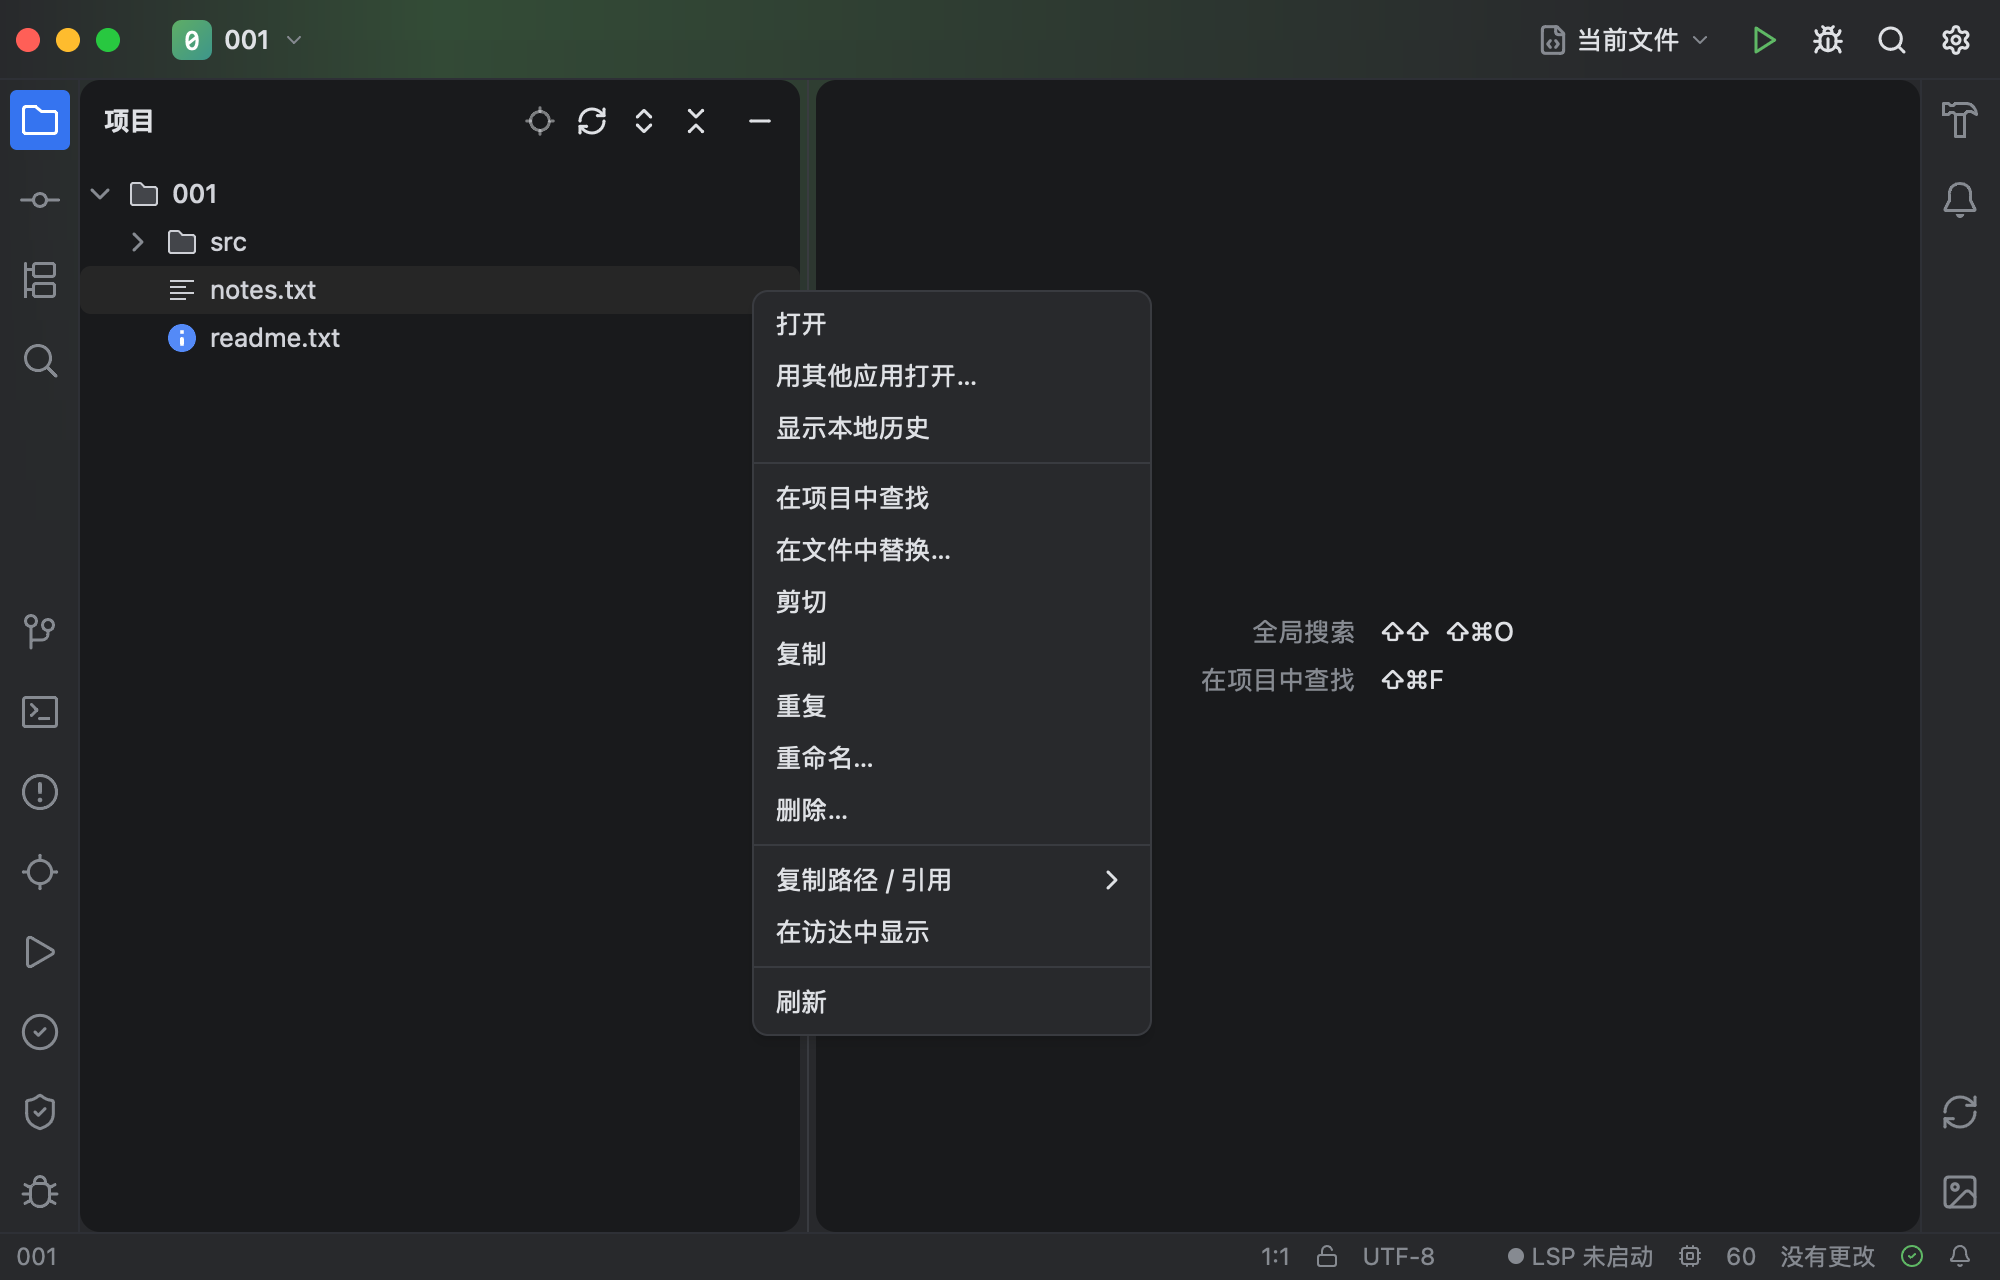 0 001
当前文件
项目
001
src
notes.txt
readme.txt
打开
用其他应用打开...
显示本地历史
在项目中查找
在文件中替换...
剪切
复制
重复
重命名...
删除...
复制路径 / 引用
在访达中显示
刷新
全局搜索 ⇧⇧ ⇧⌘O
在项目中查找 ⇧⌘F
001
1:1
UTF-8
LSP 未启动
60
没有更改